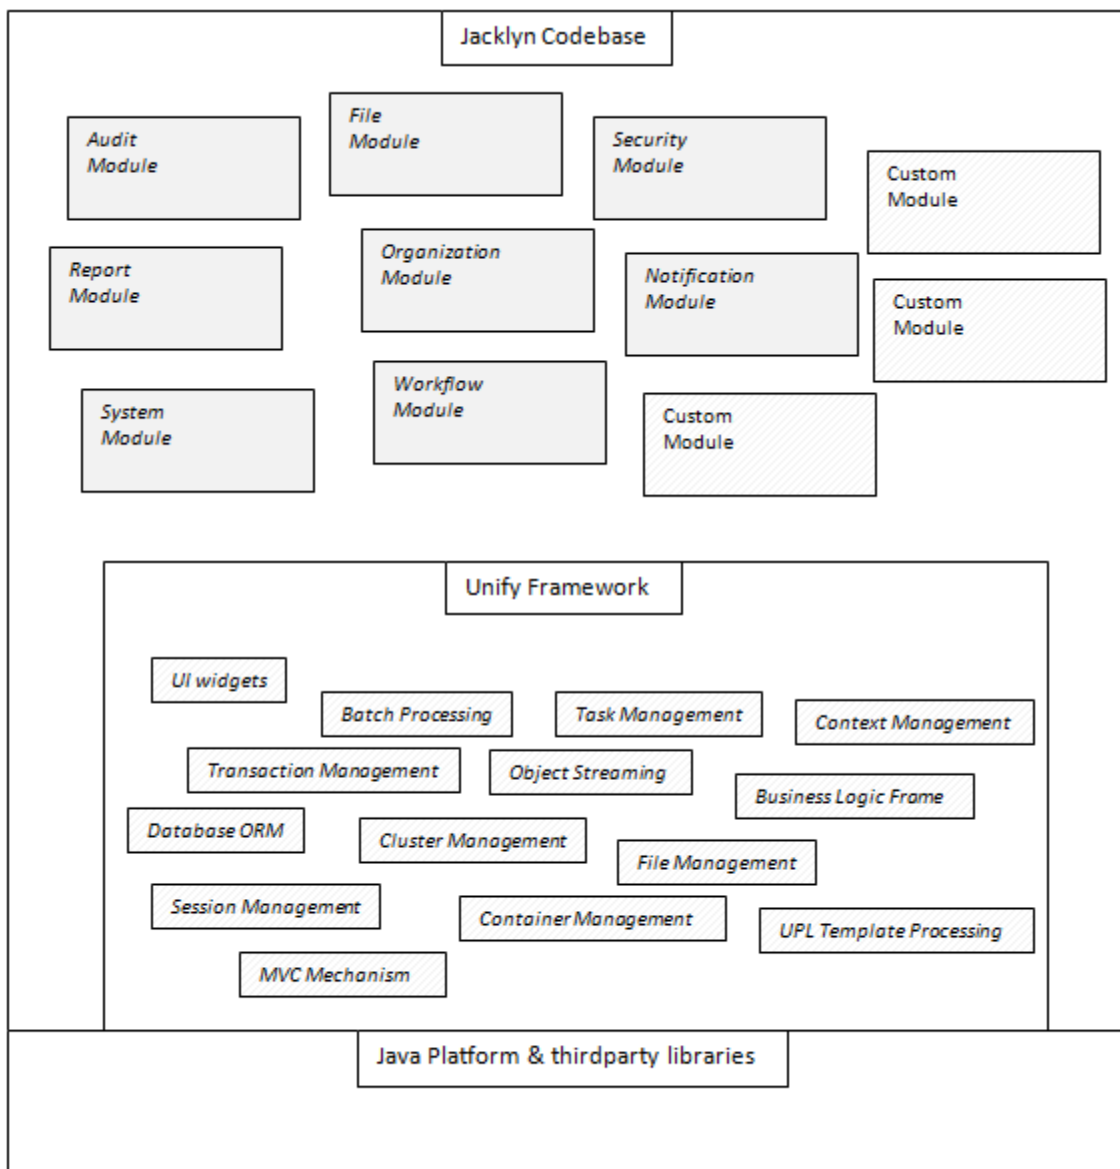 Jacklyn Codebase
File
Module
Audit
Module
Security
Module
Custom
Module
Organization
Module
Report
Module
Notification
Module
Custom
Module
Workflow
Module
System
Module
Custom
Module
Unify Framework
UI widgets
Batch Processing
Task Management
Context Management
Transaction Management
Object Streaming
Business Logic Frame
Database ORM
Cluster Management
File Management
Session Management
Container Management
UPL Template Processing
MVC Mechanism
Java Platform & thirdparty libraries